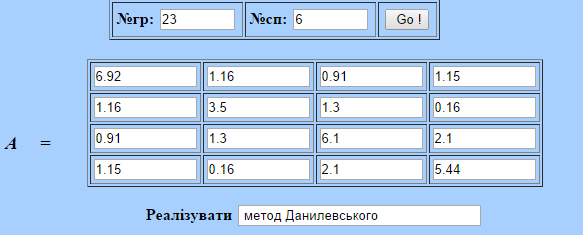 №гр: 23 №сп: 6 Go !
6.92 1.16 0.91 1.15
1.16 3.5 1.3 0.16
A = 0.91 1.3 6.1 2.1
1.15 0.16 2.1 5.44
Реалізувати метод Данилевського